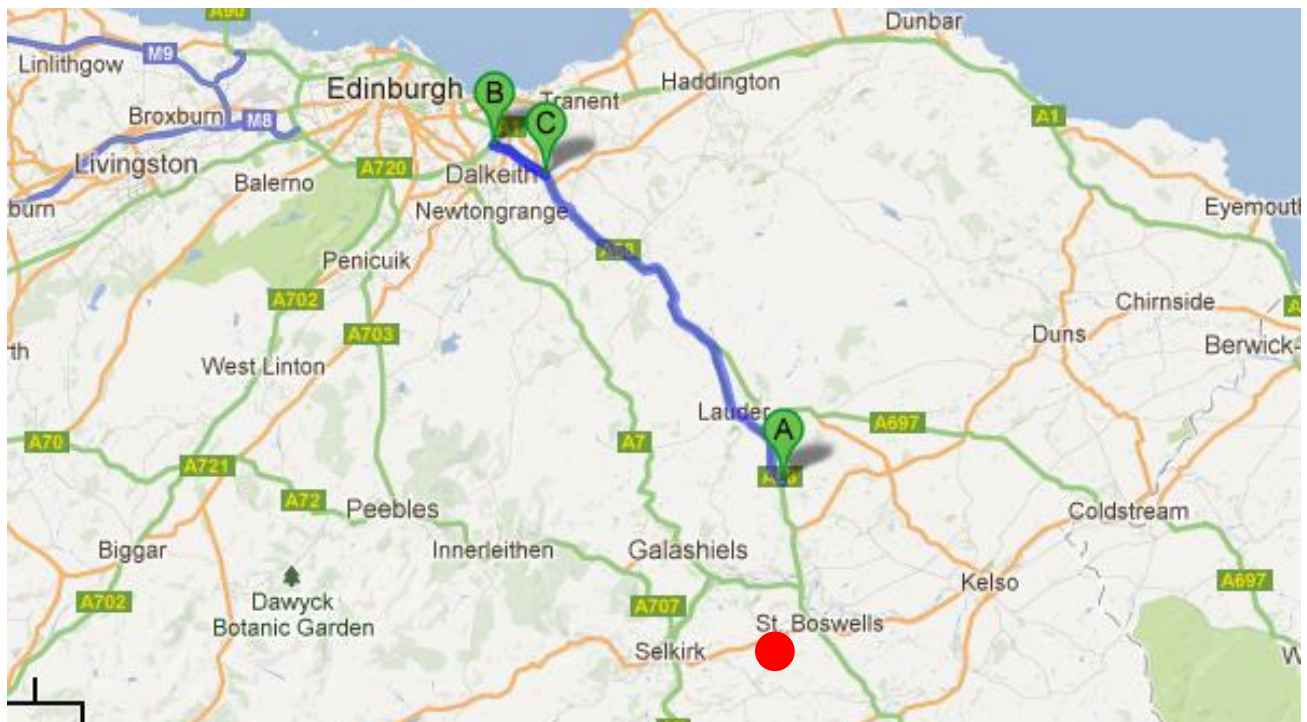 A90
Dunbar
M9
Linlithgow
Haddington
Edinburgh
B
Tranent
Broxburn
M8
A1
C
A1
Livingston
A720
Dalkeith
Balerno
burn
Newtongrange
Eyemouth
A68
Penicuik
A702
Chirnside
A703
Duns
rth
Berwick-
West Linton
Lauder
A697
A
A70
A7
A721
A68
A72
Peebles
Coldstream
Biggar
Innerleithen
Galashiels
Kelso
A697
A702
Dawyck
Botanic Garden
A707
St. Boswells
Selkirk
W